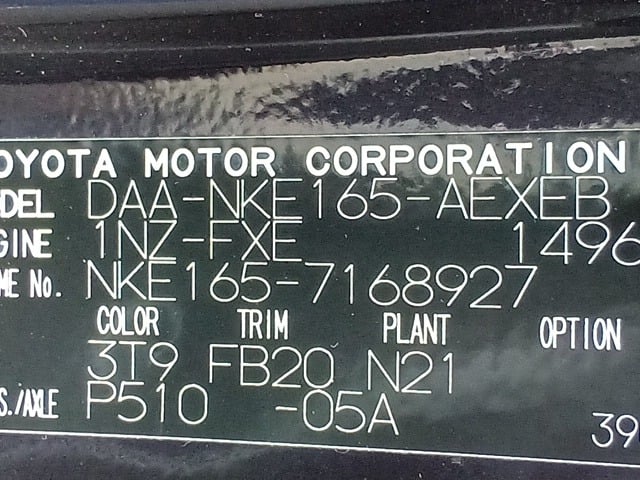 OYOTA MOTOR CORPORATION
ODEL DAA-NKE165-AEXEB
GINE 1NZ-FXE 1496
ME No. NKE165-7168927
COLOR TRIM PLANT OPTION
3T9 FB20 N21
S./AXLE P510 -05A
39